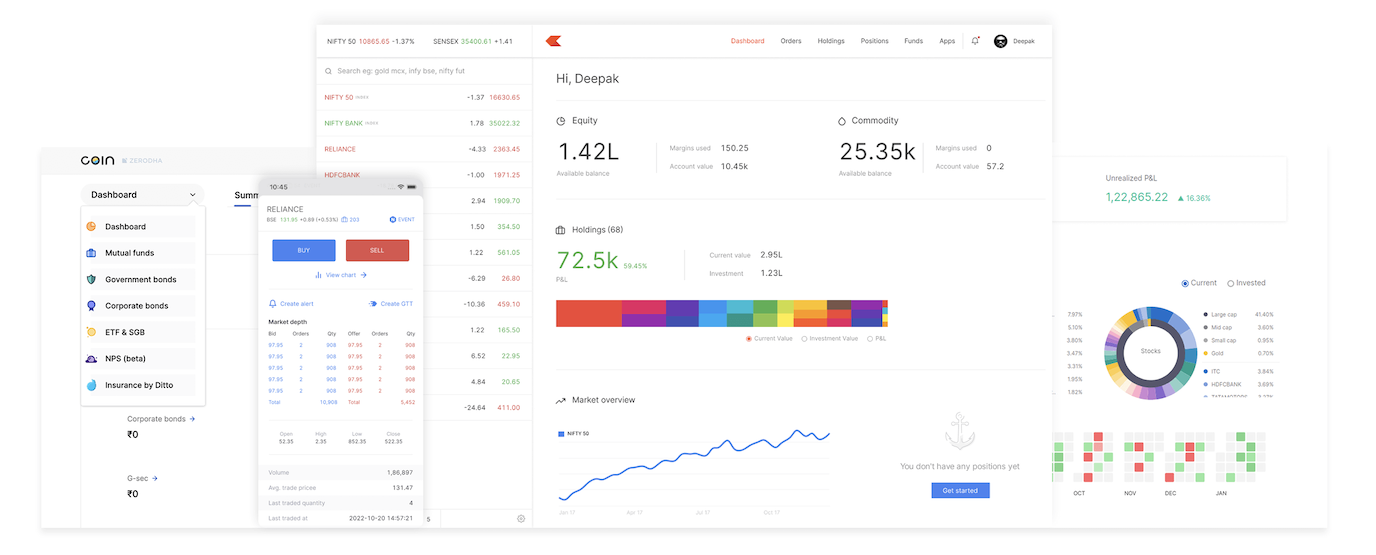 NIFTY 50 10865.65 -1.37% SENSEX 35400.61 +1.41
Dashboard Orders Holdings Positions Funds Apps Deepak
Search eg: gold mcx, infy bse, nifty fut
NIFTY 50 INDEX -1.37 16630.65
NIFTY BANK INDEX 1.78 35022.32
RELIANCE -4.33 2363.45
HDFCBANK -1.00 1971.25
2.94 1909.70
1.50 354.50
1.22 561.05
-6.29 26.80
-10.36 459.10
1.22 165.50
6.52 22.95
4.84 20.65
-24.64 411.00
5
COIN ZERODHA
Dashboard
Summ
Dashboard
Mutual funds
Government bonds
Corporate bonds
ETF & SGB
NPS (beta)
Insurance by Ditto
Corporate bonds →
₹0
G-sec →
₹0
10:45
RELIANCE
BSE 131.95 +0.69 (+0.53%) 203 EVENT
BUY SELL
View chart →
Create alert Create GTT
Market depth
Bid Orders Qty Offer Orders Qty
97.95 2 908 97.95 2 908
97.95 2 908 97.95 2 908
97.95 2 908 97.95 2 908
97.95 2 908 97.95 2 908
97.95 2 908 97.95 2 908
Total 10,908 Total 5,452
Open High Low Close
52.35 2.35 852.35 522.35
Volume 1,86,897
Avg. trade pricee 131.47
Last traded quantity 4
Last traded at 2022-10-20 14:57:21
Hi, Deepak
Equity
1.42L
Available balance
Margins used 150.25
Account value 10.45k
Commodity
25.35k
Available balance
Margins used 0
Account value 57.2
Holdings (68)
72.5k 59.45%
P&L
Current value 2.95L
Investment 1.23L
Current Value Investment Value P&L
Market overview
NIFTY 50
Jan 17 Apr 17 Jul 17 Oct 17
You don't have any positions yet
Get started
Unrealized P&L
1,22,865.22 ▲ 16.36%
Current Invested
7.97%
5.10%
3.80%
3.47%
3.31%
1.95%
1.82%
Stocks
Large cap 41.40%
Mid cap 3.60%
Small cap 0.95%
Gold 0.70%
ITC 3.84%
HDFCBANK 3.69%
OCT NOV DEC JAN